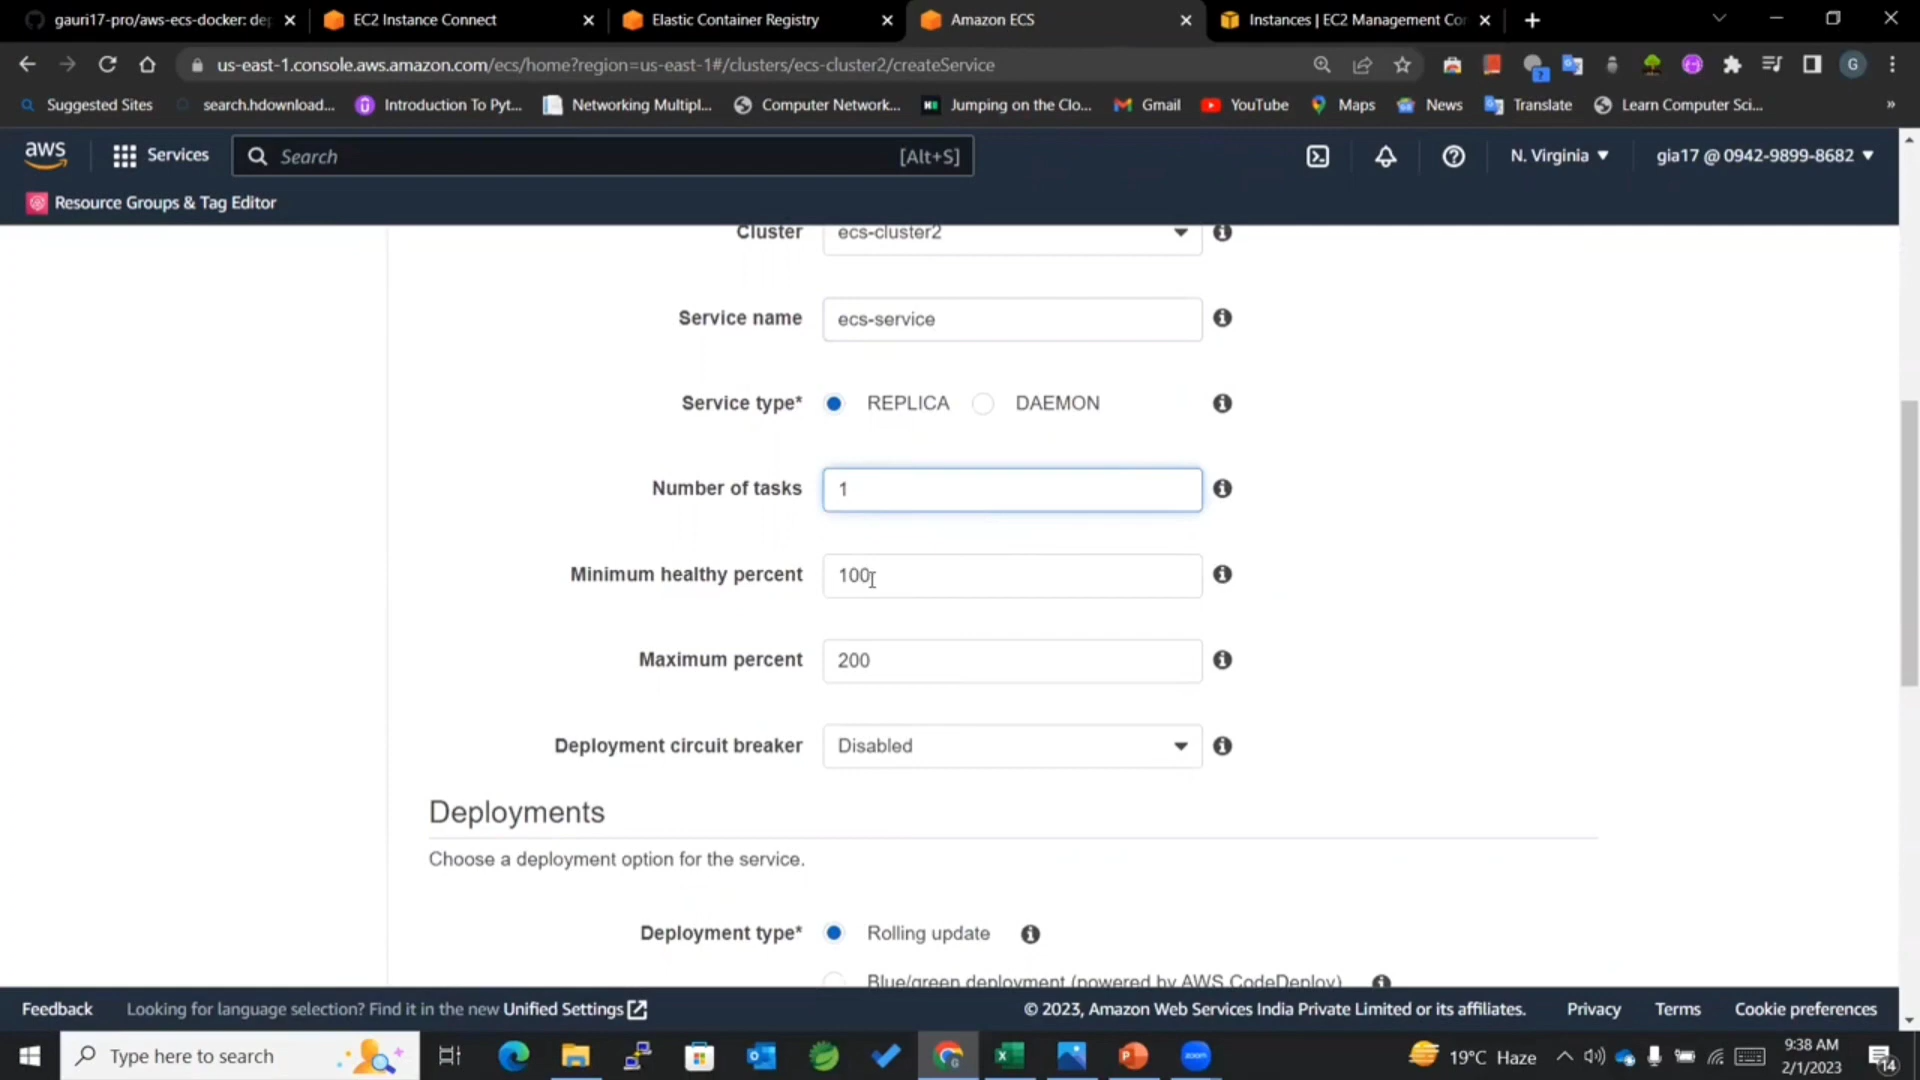 gauri17-pro/aws-ecs-docker: de
EC2 Instance Connect
Elastic Container Registry
Amazon ECS
Instances | EC2 Management Co
us-east-1.console.aws.amazon.com/ecs/home?region=us-east-1#/clusters/ecs-cluster2/createService
G
Suggested Sites
search.hdownload...
Introduction To Pyt...
Networking Multipl...
Computer Network...
Jumping on the Clo...
Gmail
YouTube
Maps
News
Translate
Learn Computer Sci...
»
aws
Services
Search
[Alt+S]
N. Virginia
gia17 @ 0942-9899-8682
Resource Groups & Tag Editor
Cluster ecs-cluster2
Service name ecs-service
Service type* REPLICA DAEMON
Number of tasks 1
Minimum healthy percent 100
Maximum percent 200
Deployment circuit breaker Disabled
Deployments
Choose a deployment option for the service.
Deployment type* Rolling update
Blue/green deployment (powered by AWS CodeDeploy)
Feedback
Looking for language selection? Find it in the new Unified Settings
© 2023, Amazon Web Services India Private Limited or its affiliates.
Privacy
Terms
Cookie preferences
Type here to search
zoom
19°C Haze
9:38 AM
2/1/2023
14